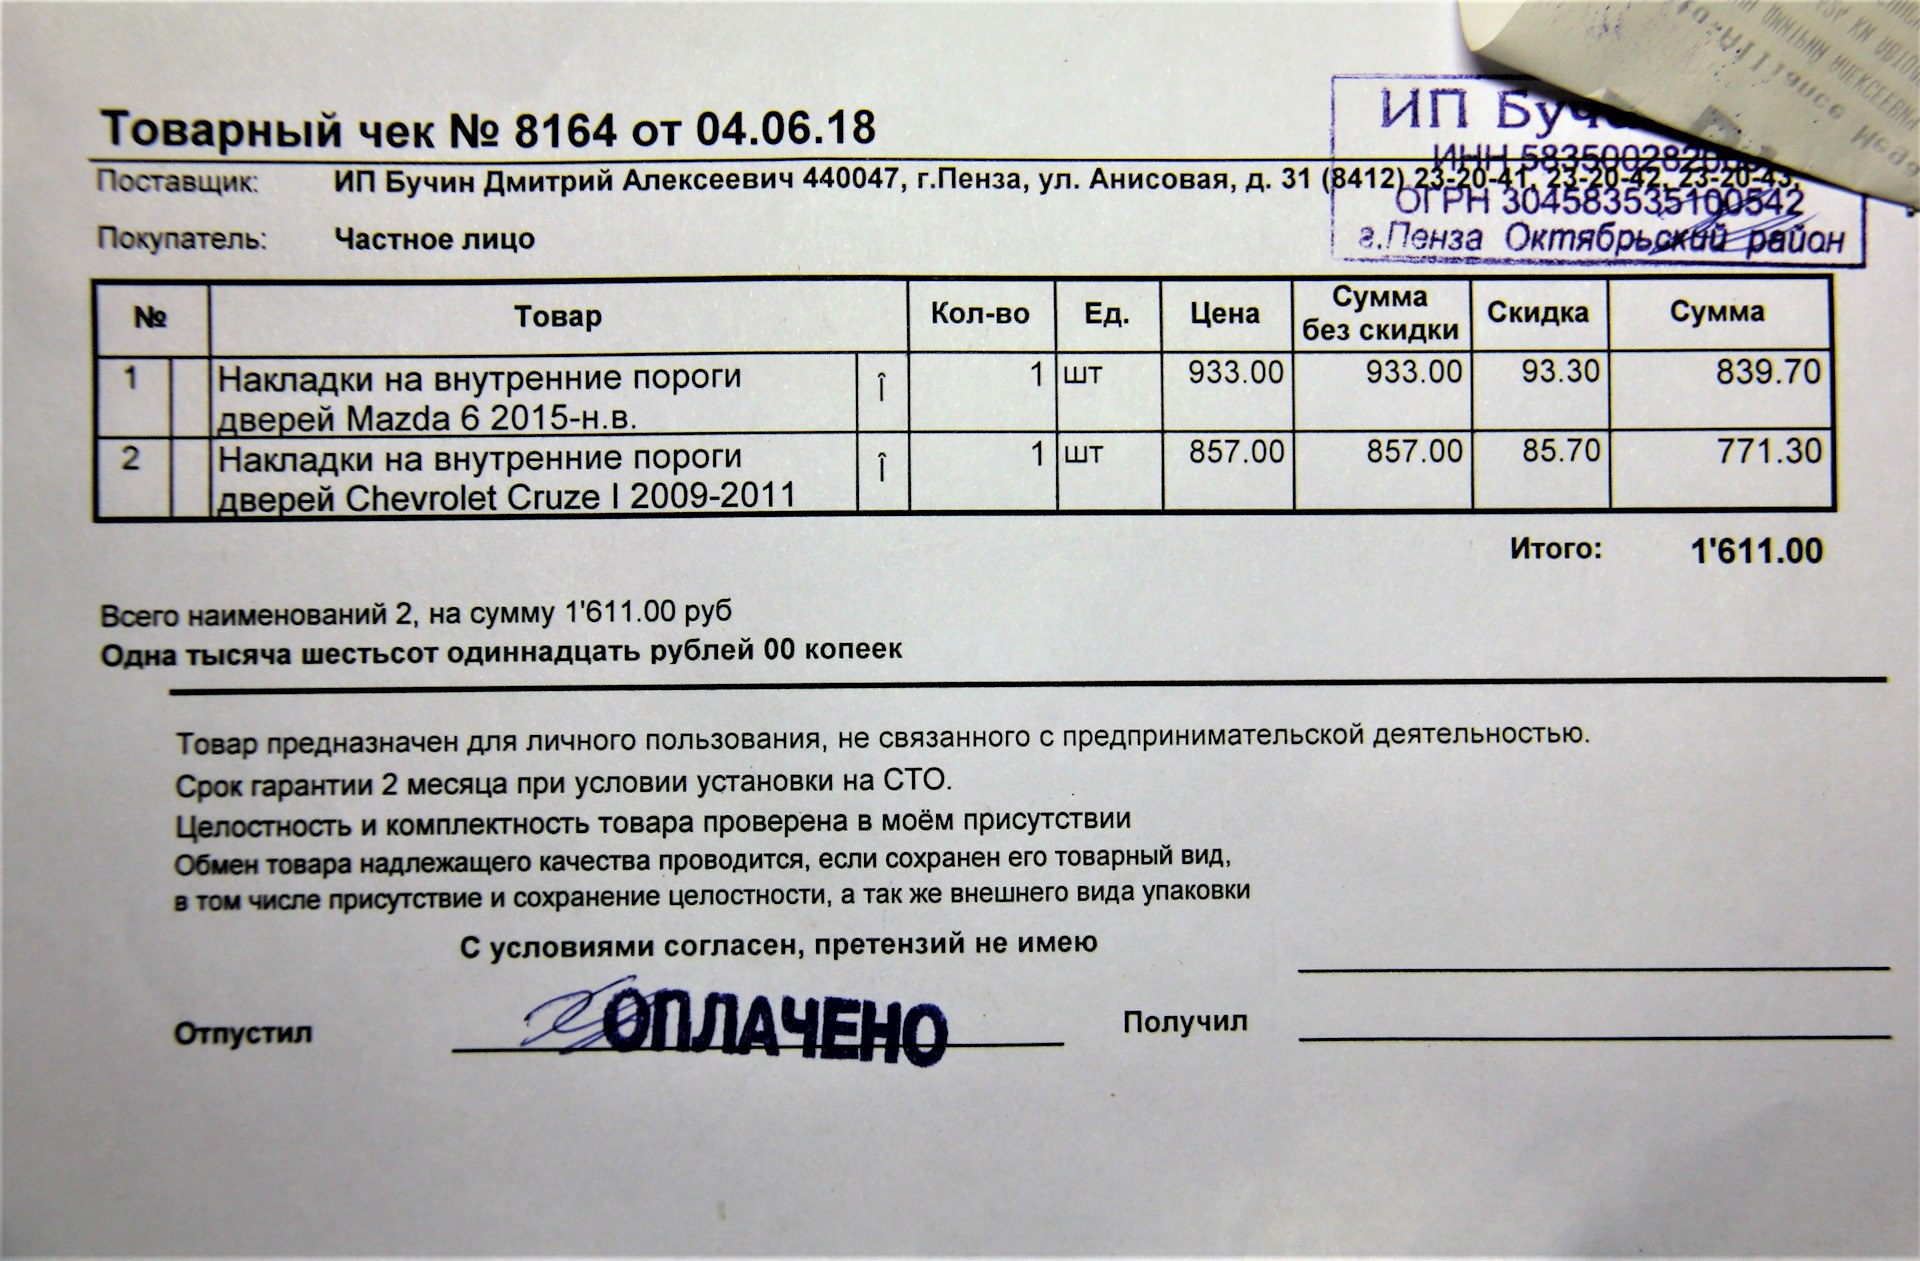 Товарный чек № 8164 от 04.06.18
ИП
ИНН
Поставщик: ИП Бучин Дмитрий Алексеевич 440047, г.Пенза, ул. Анисовая, д. 31 (8412) 23-20-41, 23-20-42, 23-20-43,
ОГРН 304583535100542
Покупатель: Частное лицо
г.Пенза Октябрьский район
№ Товар Кол-во Ед. Цена Сумма без скидки Скидка Сумма
1 Накладки на внутренние пороги 1 шт 933.00 933.00 93.30 839.70
дверей Mazda 6 2015-н.в.
2 Накладки на внутренние пороги 1 шт 857.00 857.00 85.70 771.30
дверей Chevrolet Cruze I 2009-2011
Итого: 1'611.00
Всего наименований 2, на сумму 1'611.00 руб
Одна тысяча шестьсот одиннадцать рублей 00 копеек
Товар предназначен для личного пользования, не связанного с предпринимательской деятельностью.
Срок гарантии 2 месяца при условии установки на СТО.
Целостность и комплектность товара проверена в моём присутствии
Обмен товара надлежащего качества проводится, если сохранен его товарный вид,
в том числе присутствие и сохранение целостности, а так же внешнего вида упаковки
С условиями согласен, претензий не имею
Отпустил ОПЛАЧЕНО Получил